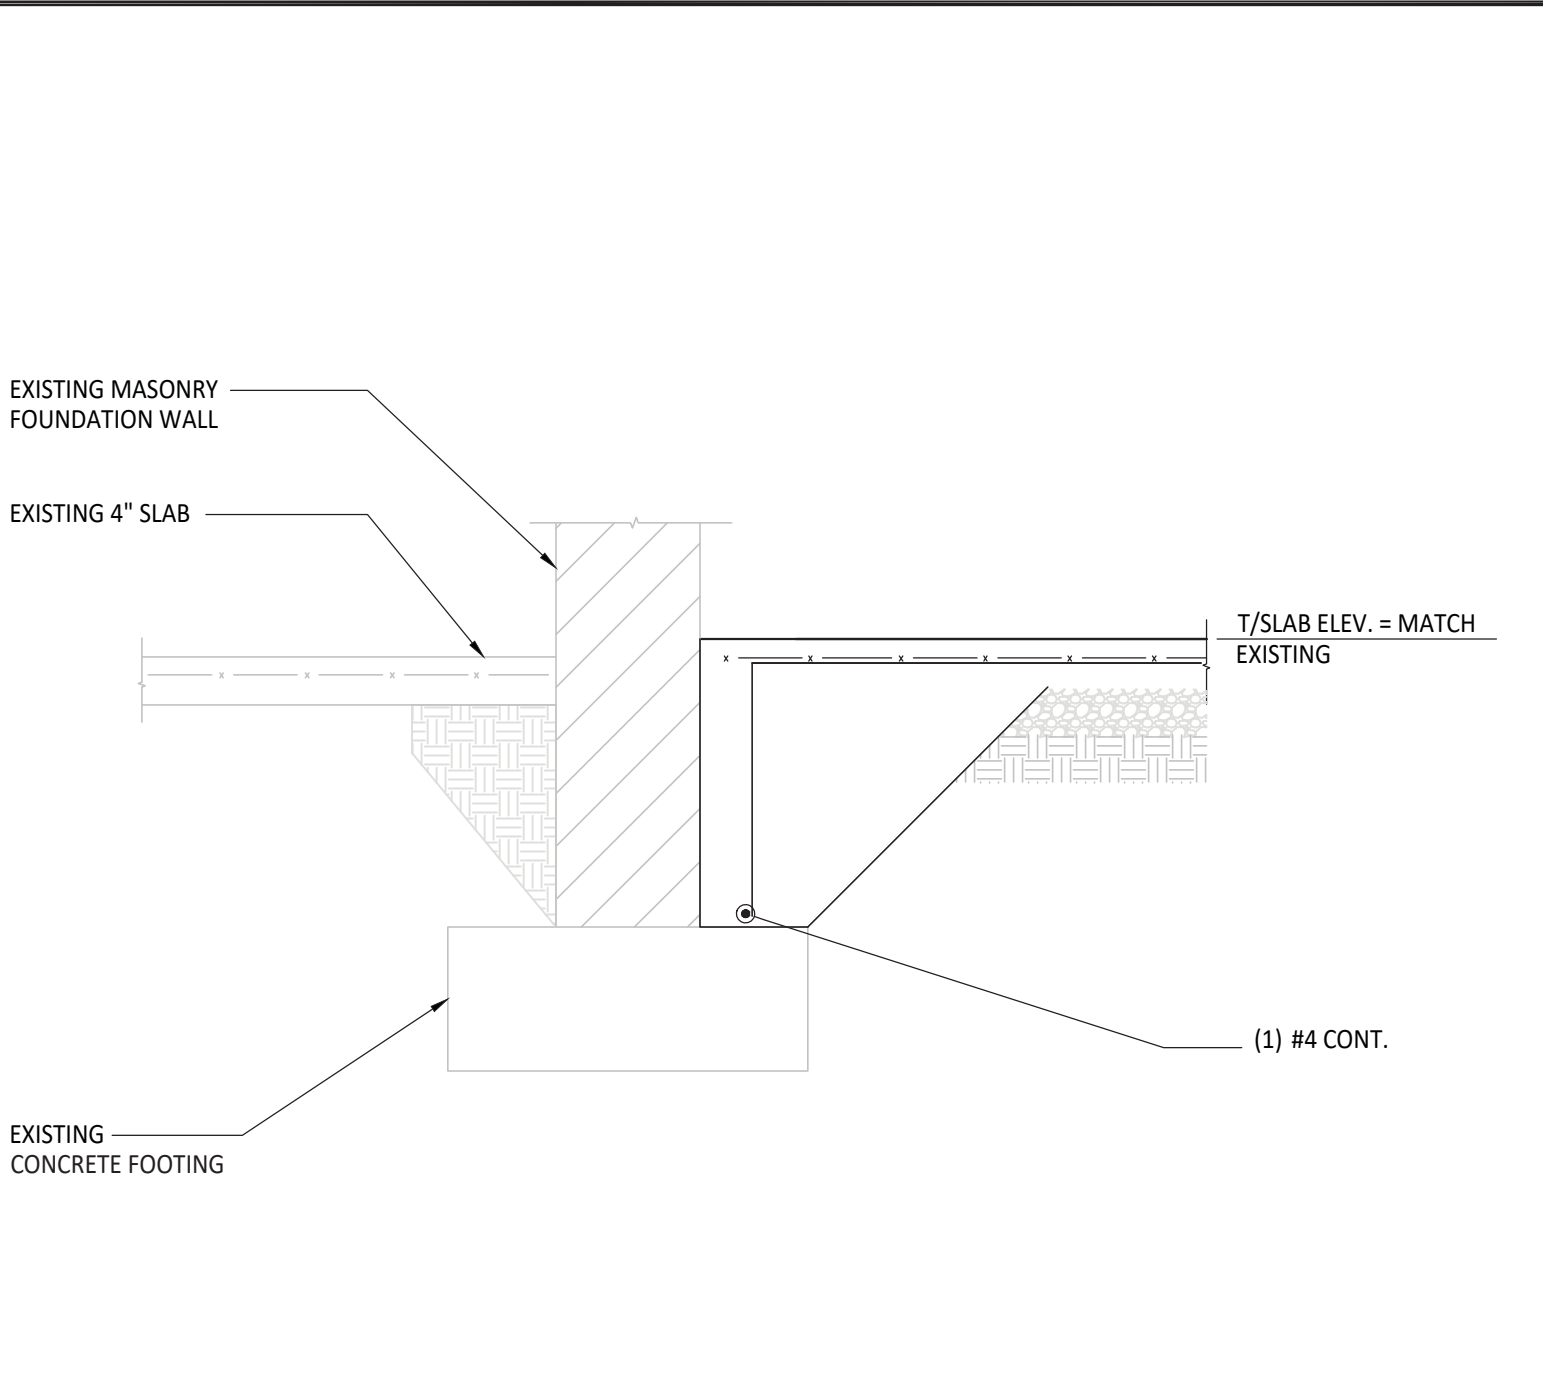 EXISTING MASONRY
FOUNDATION WALL
EXISTING 4" SLAB
T/SLAB ELEV. = MATCH
EXISTING
(1) #4 CONT.
EXISTING
CONCRETE FOOTING